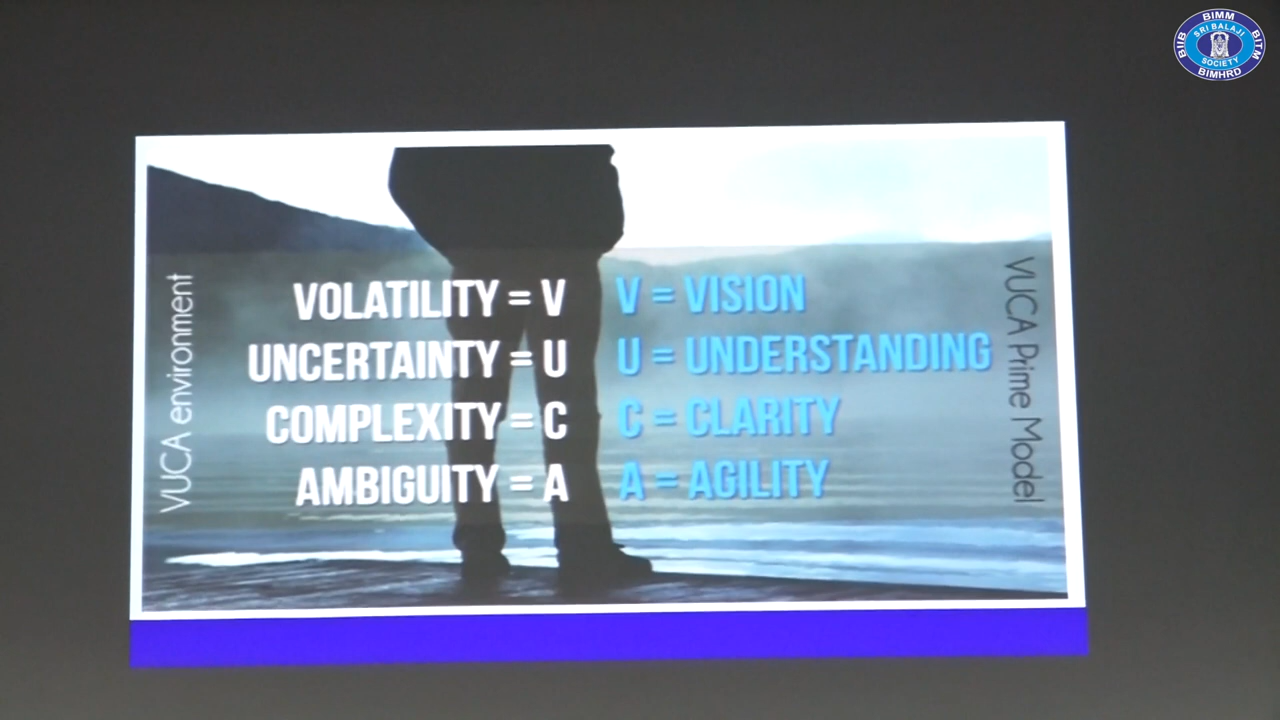 BIMM
BIIB
SRI BALAJI
SOCIETY
BITM
BIMHRD
VUCA environment
VOLATILITY = V
UNCERTAINTY = U
COMPLEXITY = C
AMBIGUITY = A
V = VISION
U = UNDERSTANDING
C = CLARITY
A = AGILITY
VUCA Prime Model